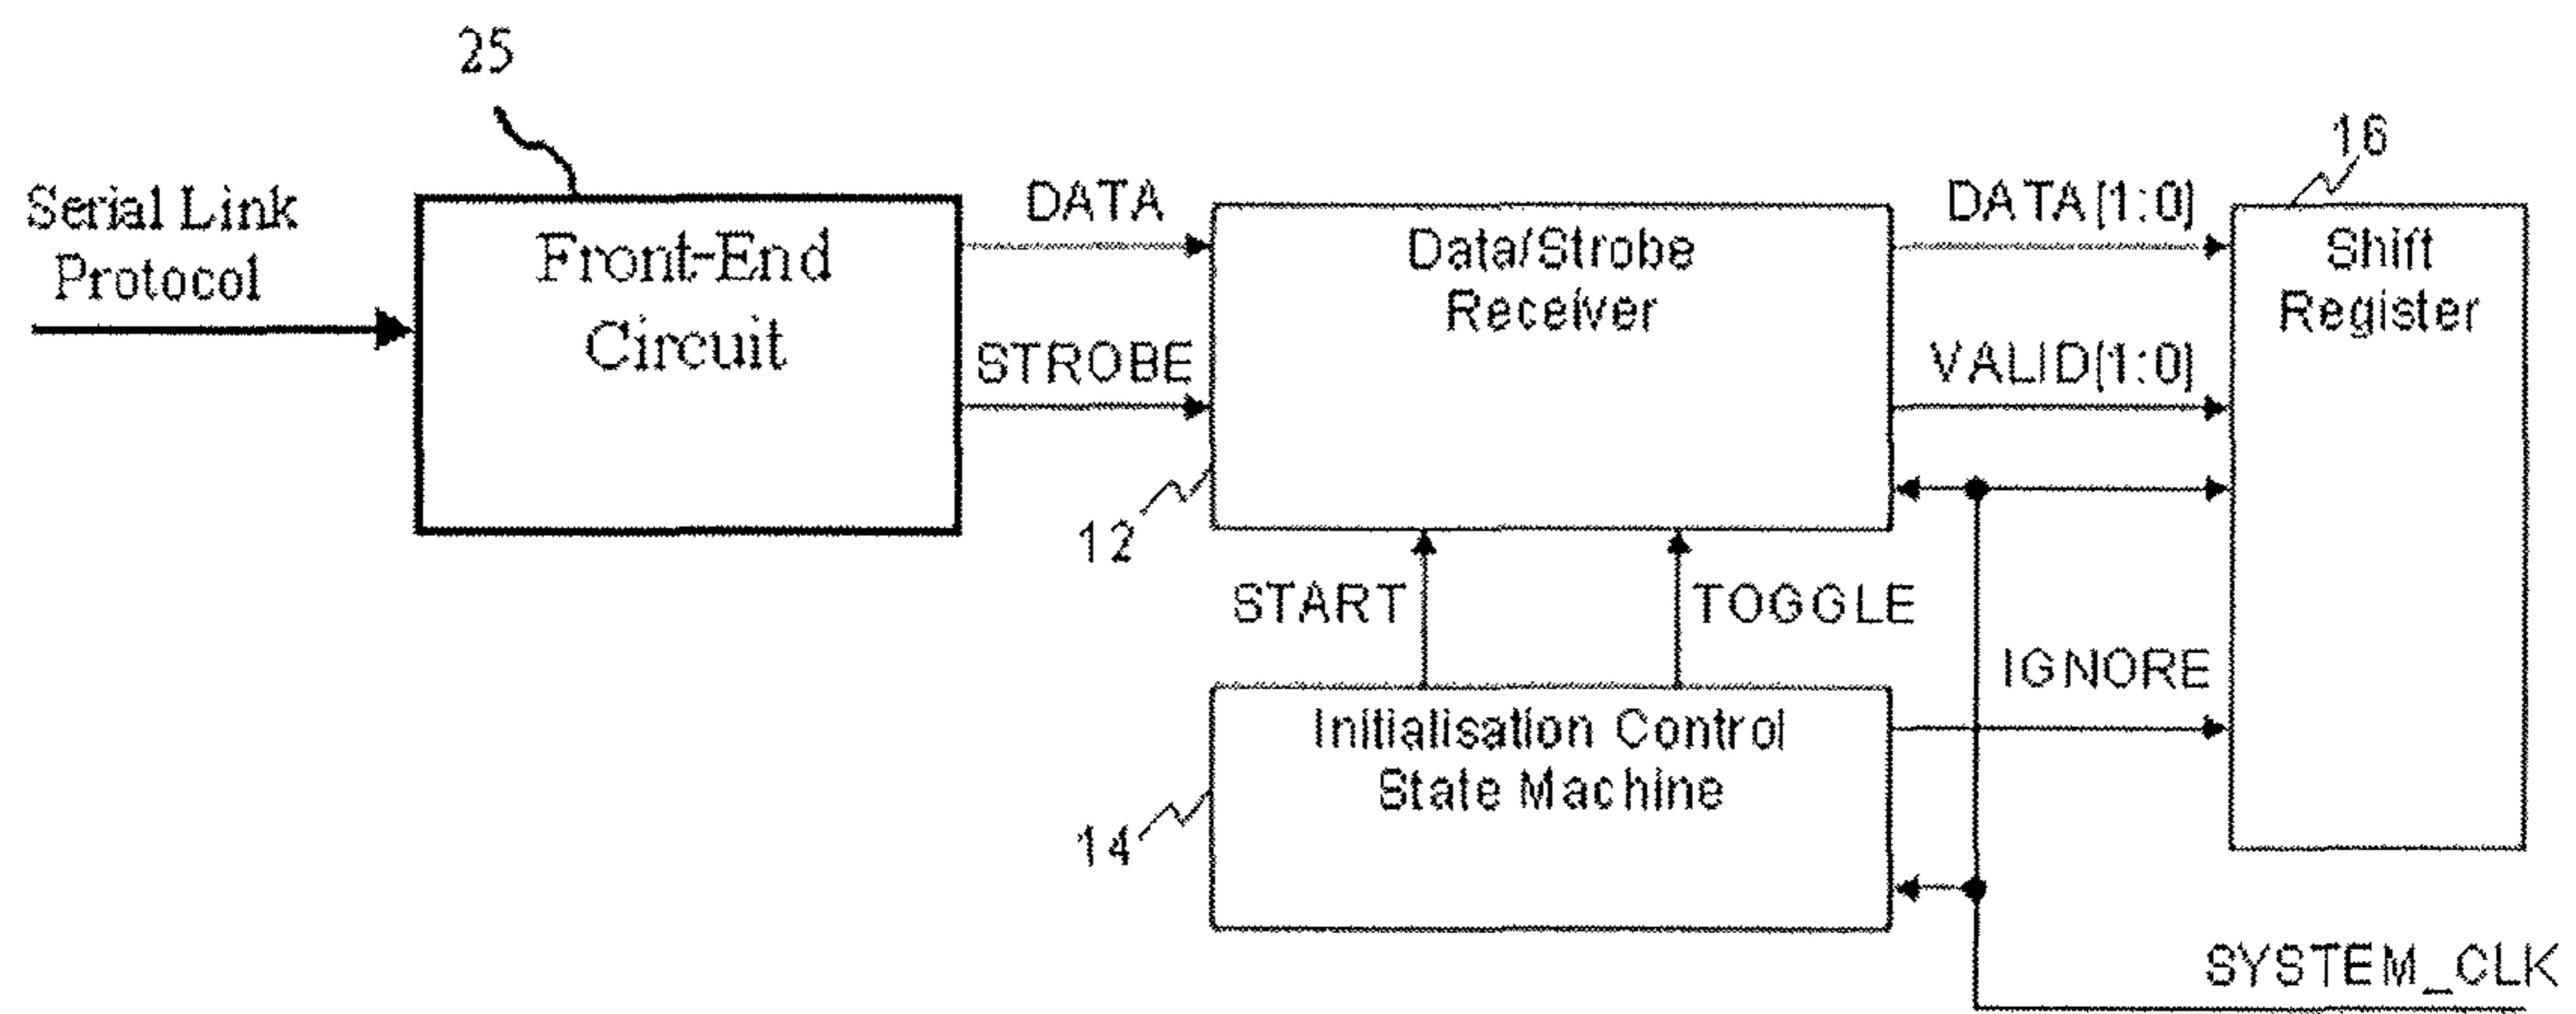 25
16
Serial Link
Protocol
Front-End
Circuit
DATA
STROBE
Data/Strobe
Receiver
DATA[1:0]
VALID[1:0]
Shift
Register
12
START
TOGGLE
IGNORE
Initialisation Control
State Machine
14
SYSTEM_CLK